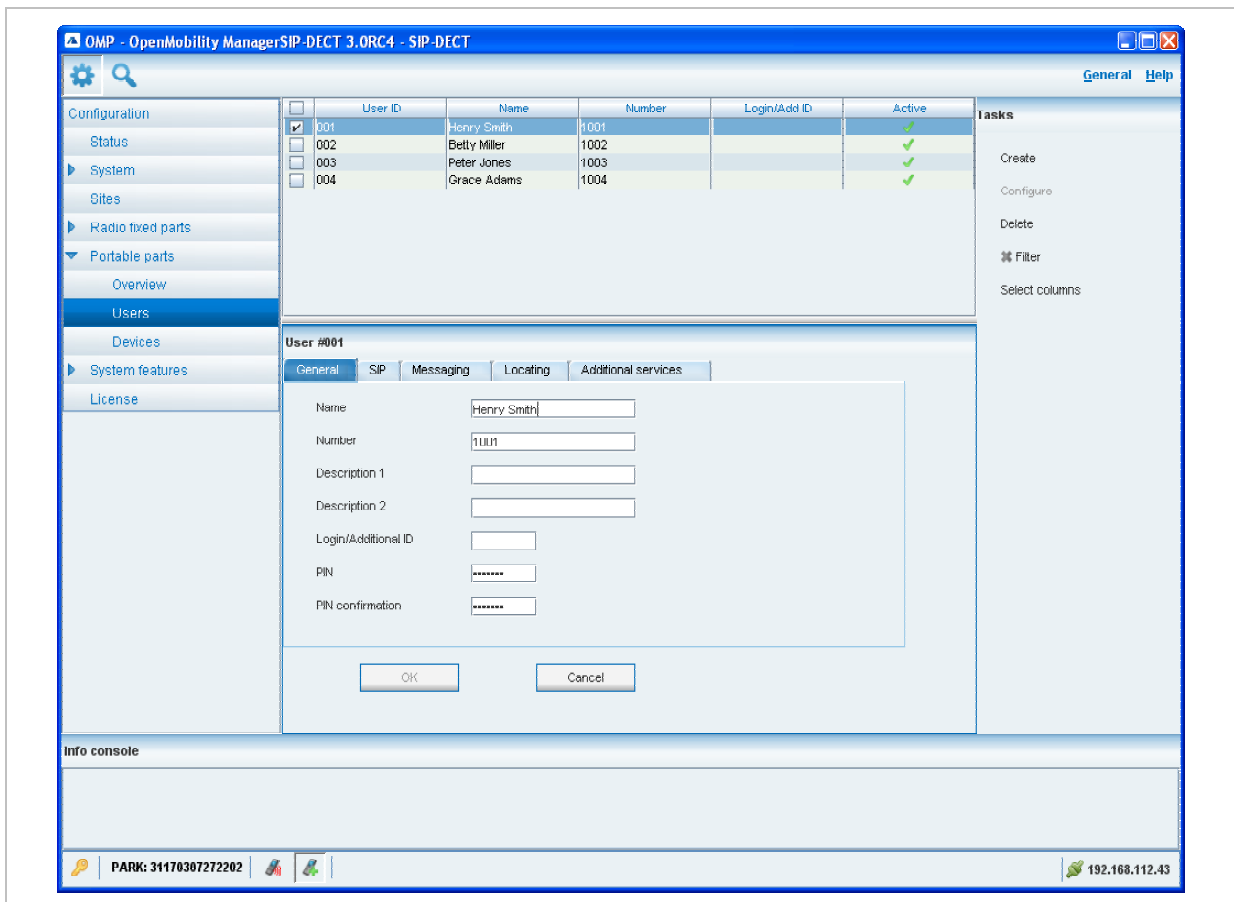 OMP - OpenMobility ManagerSIP-DECT 3.0RC4 - SIP-DECT
General Help
Configuration
Status
System
Sites
Radio fixed parts
Portable parts
Overview
Users
Devices
System features
License
User ID Name Number Login/Add ID Active
001 Henry Smith 1001
002 Betty Miller 1002
003 Peter Jones 1003
004 Grace Adams 1004
Tasks
Create
Configure
Delete
Filter
Select columns
User #001
General SIP Messaging Locating Additional services
Name Henry Smith
Number 1001
Description 1
Description 2
Login/Additional ID
PIN •••••••
PIN confirmation •••••••
OK Cancel
Info console
PARK: 31170307272202
192.168.112.43